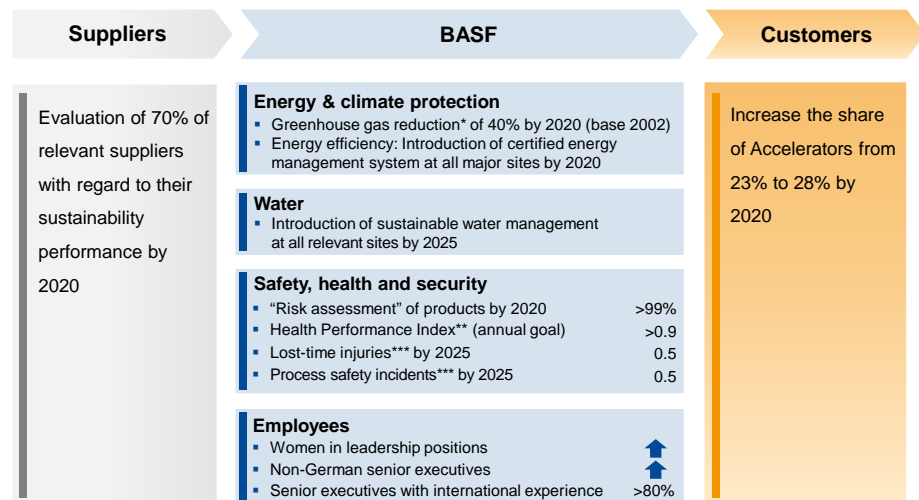 Suppliers
BASF
Customers
Evaluation of 70% of
relevant suppliers
with regard to their
sustainability
performance by
2020
Energy & climate protection
▪ Greenhouse gas reduction* of 40% by 2020 (base 2002)
▪ Energy efficiency: Introduction of certified energy
management system at all major sites by 2020
Water
▪ Introduction of sustainable water management
at all relevant sites by 2025
Safety, health and security
▪ “Risk assessment” of products by 2020 >99%
▪ Health Performance Index** (annual goal) >0.9
▪ Lost-time injuries*** by 2025 0.5
▪ Process safety incidents*** by 2025 0.5
Employees
▪ Women in leadership positions
▪ Non-German senior executives
▪ Senior executives with international experience >80%
Increase the share
of Accelerators from
23% to 28% by
2020